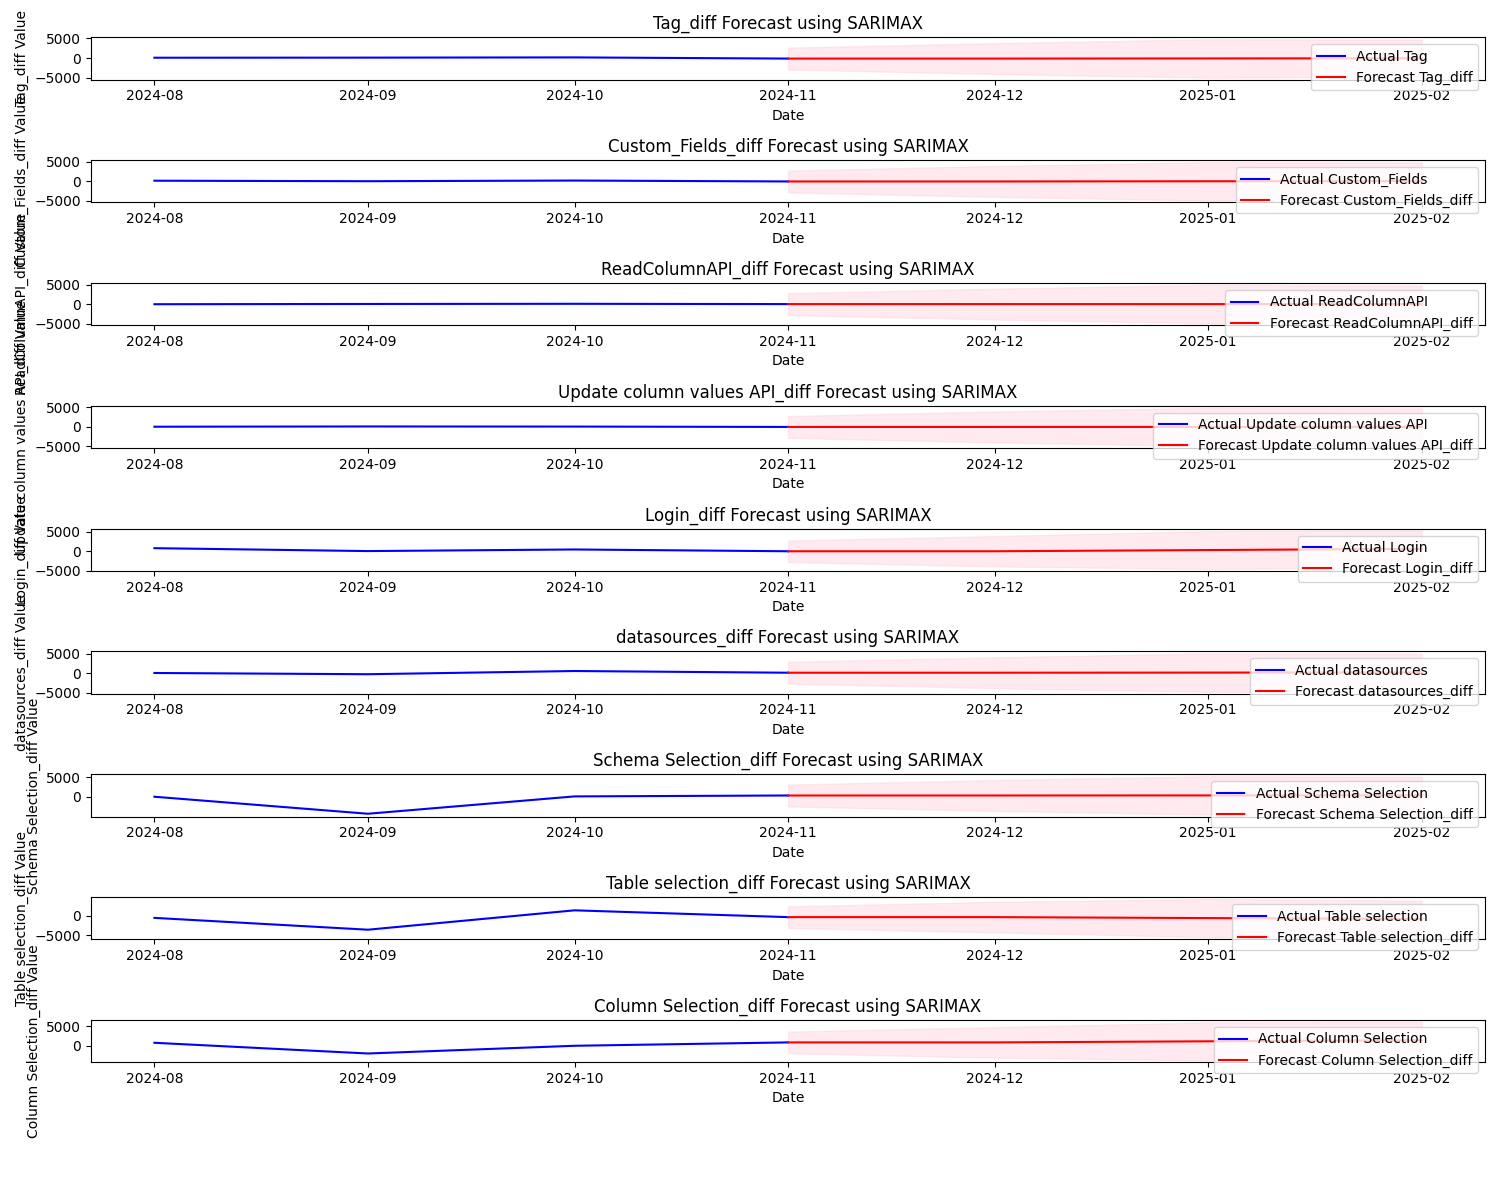 Tag_diff Forecast using SARIMAX
Tag_diff Value
5000
0
−5000
Actual Tag
Forecast Tag_diff
2024-08 2024-09 2024-10 2024-11 2024-12 2025-01 2025-02
Date
Custom_Fields_diff Forecast using SARIMAX
Custom_Fields_diff Value
5000
0
−5000
Actual Custom_Fields
Forecast Custom_Fields_diff
2024-08 2024-09 2024-10 2024-11 2024-12 2025-01 2025-02
Date
ReadColumnAPI_diff Forecast using SARIMAX
ReadColumnAPI_diff Value
5000
0
−5000
Actual ReadColumnAPI
Forecast ReadColumnAPI_diff
2024-08 2024-09 2024-10 2024-11 2024-12 2025-01 2025-02
Date
Update column values API_diff Forecast using SARIMAX
Update column values API_diff Value
5000
0
−5000
Actual Update column values API
Forecast Update column values API_diff
2024-08 2024-09 2024-10 2024-11 2024-12 2025-01 2025-02
Date
Login_diff Forecast using SARIMAX
Login_diff Value
5000
0
−5000
Actual Login
Forecast Login_diff
2024-08 2024-09 2024-10 2024-11 2024-12 2025-01 2025-02
Date
datasources_diff Forecast using SARIMAX
datasources_diff Value
5000
0
−5000
Actual datasources
Forecast datasources_diff
2024-08 2024-09 2024-10 2024-11 2024-12 2025-01 2025-02
Date
Schema Selection_diff Forecast using SARIMAX
Schema Selection_diff Value
5000
0
Actual Schema Selection
Forecast Schema Selection_diff
2024-08 2024-09 2024-10 2024-11 2024-12 2025-01 2025-02
Date
Table selection_diff Forecast using SARIMAX
Table selection_diff Value
0
−5000
Actual Table selection
Forecast Table selection_diff
2024-08 2024-09 2024-10 2024-11 2024-12 2025-01 2025-02
Date
Column Selection_diff Forecast using SARIMAX
Column Selection_diff Value
5000
0
Actual Column Selection
Forecast Column Selection_diff
2024-08 2024-09 2024-10 2024-11 2024-12 2025-01 2025-02
Date